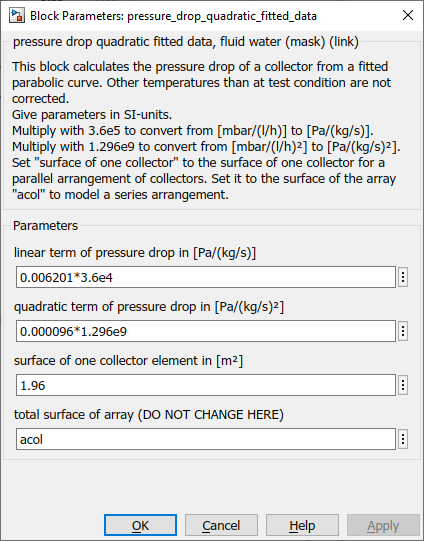 Block Parameters: pressure_drop_quadratic_fitted_data
pressure drop quadratic fitted data, fluid water (mask) (link)
This block calculates the pressure drop of a collector from a fitted
parabolic curve. Other temperatures than at test condition are not
corrected.
Give parameters in SI-units.
Multiply with 3.6e5 to convert from [mbar/(l/h)] to [Pa/(kg/s)].
Multiply with 1.296e9 to convert from [mbar/(l/h)²] to [Pa/(kg/s)²].
Set "surface of one collector" to the surface of one collector for a
parallel arrangement of collectors. Set it to the surface of the array
"acol" to model a series arrangement.
Parameters
linear term of pressure drop in [Pa/(kg/s)]
0.006201*3.6e4
quadratic term of pressure drop in [Pa/(kg/s)²]
0.000096*1.296e9
surface of one collector element in [m²]
1.96
total surface of array (DO NOT CHANGE HERE)
acol
OK Cancel Help Apply